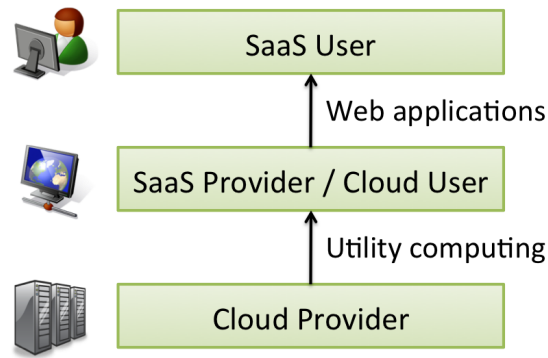 SaaS User
Web applications
SaaS Provider / Cloud User
Utility computing
Cloud Provider